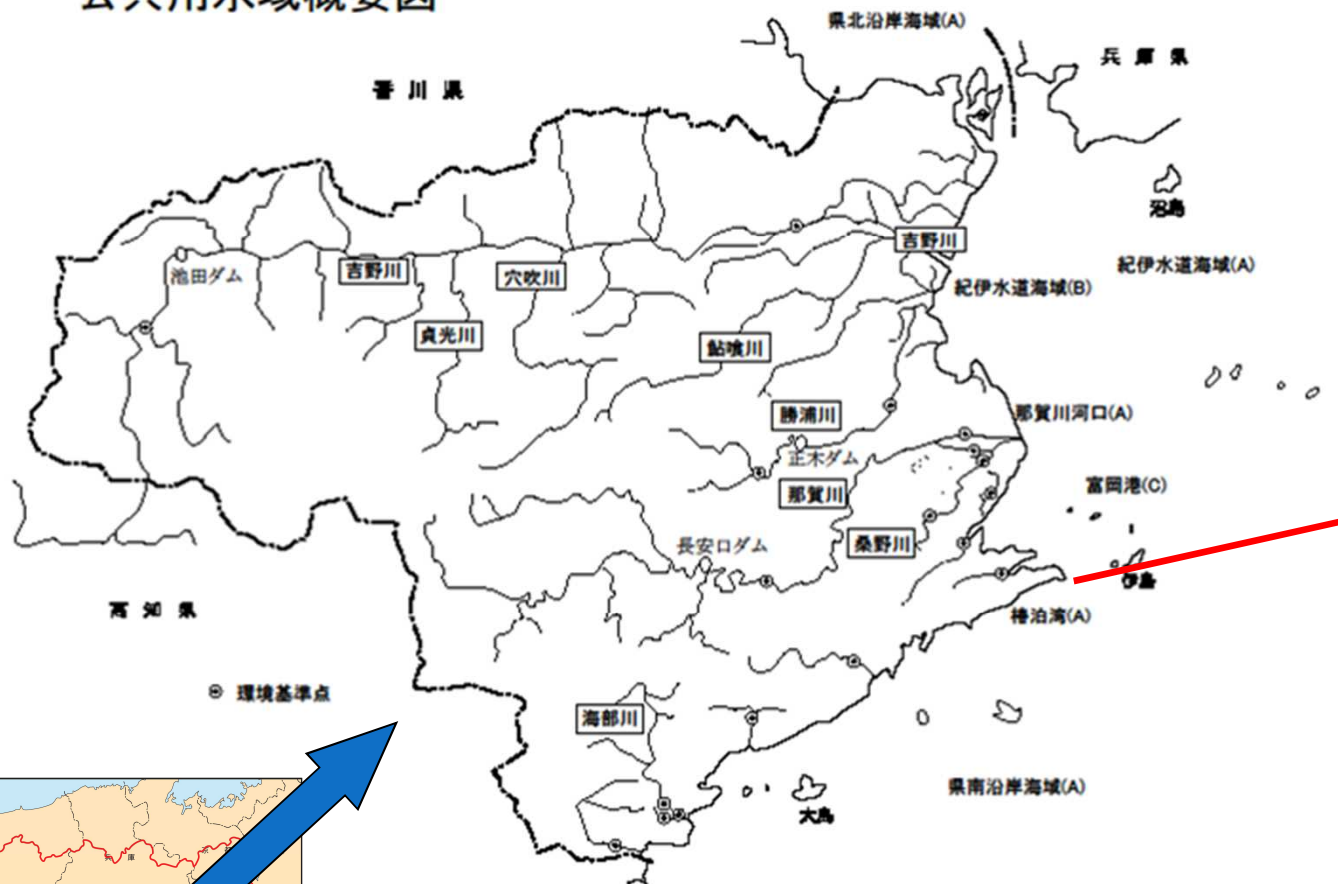 公共用水域概要図
県北沿岸海域(A)
兵庫県
香川県
沼島
吉野川
紀伊水道海域(A)
池田ダム
吉野川
穴吹川
紀伊水道海域(B)
貞光川
鮎喰川
勝浦川
那賀川河口(A)
正木ダム
那賀川
富岡港(C)
長安口ダム
桑野川
伊島
高知県
椿泊湾(A)
環境基準点
海部川
県南沿岸海域(A)
大島
兵庫